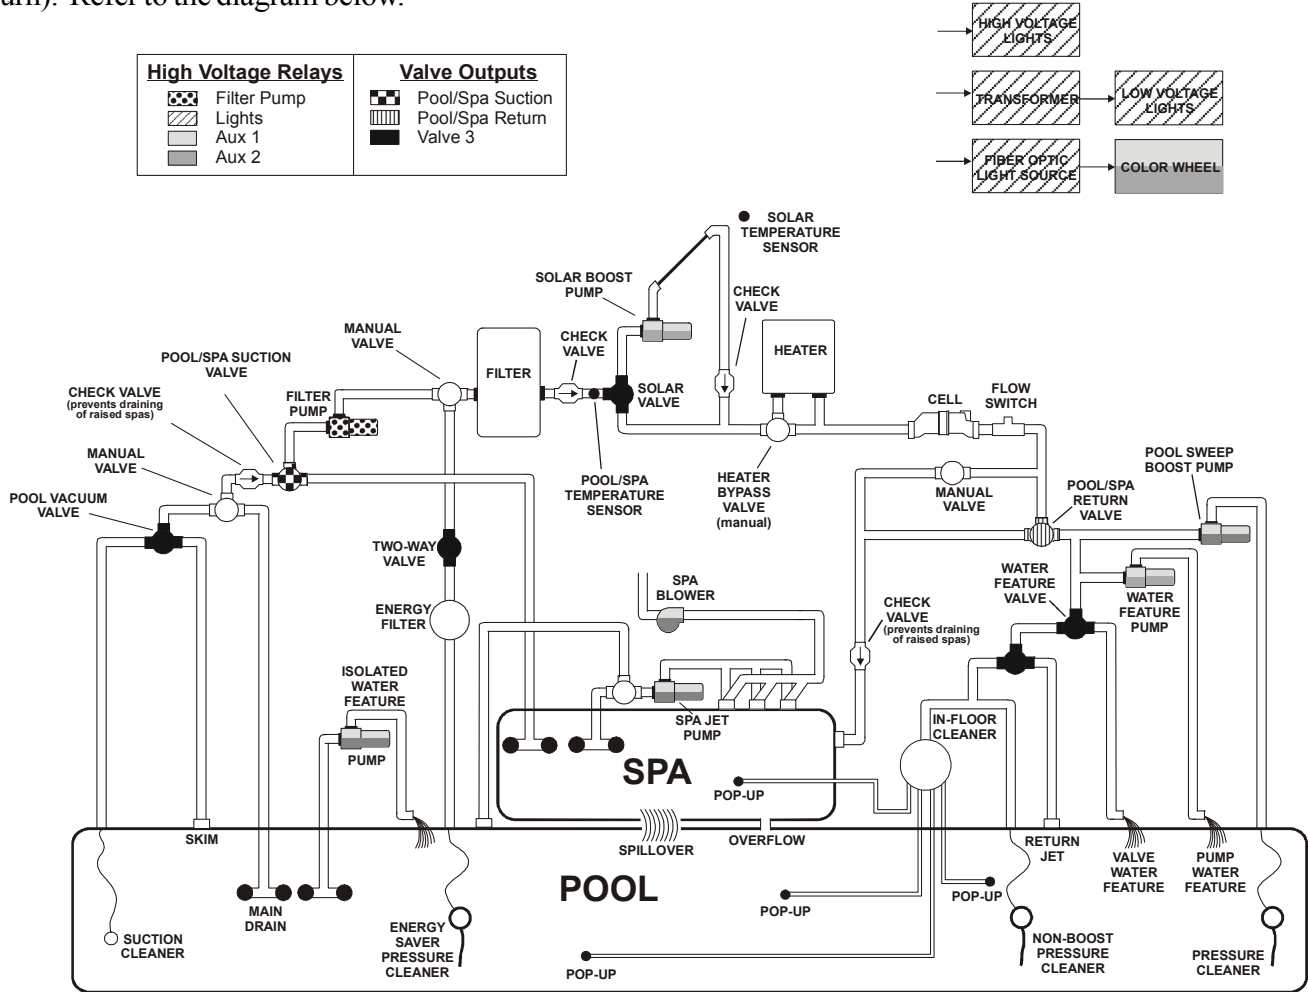 urn). Refer to the diagram below.
High Voltage Relays
Filter Pump
Lights
Aux 1
Aux 2
Valve Outputs
Pool/Spa Suction
Pool/Spa Return
Valve 3
HIGH VOLTAGE
LIGHTS
TRANSFORMER
LOW VOLTAGE
LIGHTS
FIBER OPTIC
LIGHT SOURCE
COLOR WHEEL
SOLAR
TEMPERATURE
SENSOR
SOLAR BOOST
PUMP
CHECK
VALVE
MANUAL
VALVE
CHECK
VALVE
HEATER
POOL/SPA SUCTION
VALVE
FILTER
SOLAR
VALVE
CHECK VALVE
(prevents draining
of raised spas)
FILTER
PUMP
CELL
FLOW
SWITCH
MANUAL
VALVE
POOL VACUUM
VALVE
POOL/SPA
TEMPERATURE
SENSOR
HEATER
BYPASS
VALVE
(manual)
MANUAL
VALVE
POOL/SPA
RETURN
VALVE
POOL SWEEP
BOOST PUMP
TWO-WAY
VALVE
ENERGY
FILTER
SPA
BLOWER
CHECK
VALVE
(prevents draining
of raised spas)
WATER
FEATURE
VALVE
WATER
FEATURE
PUMP
ISOLATED
WATER
FEATURE
PUMP
SPA JET
PUMP
IN-FLOOR
CLEANER
SPA
POP-UP
SKIM
SPILLOVER
OVERFLOW
RETURN
JET
VALVE
WATER
FEATURE
PUMP
WATER
FEATURE
POOL
MAIN
DRAIN
POP-UP
POP-UP
SUCTION
CLEANER
ENERGY
SAVER
PRESSURE
CLEANER
POP-UP
NON-BOOST
PRESSURE
CLEANER
PRESSURE
CLEANER